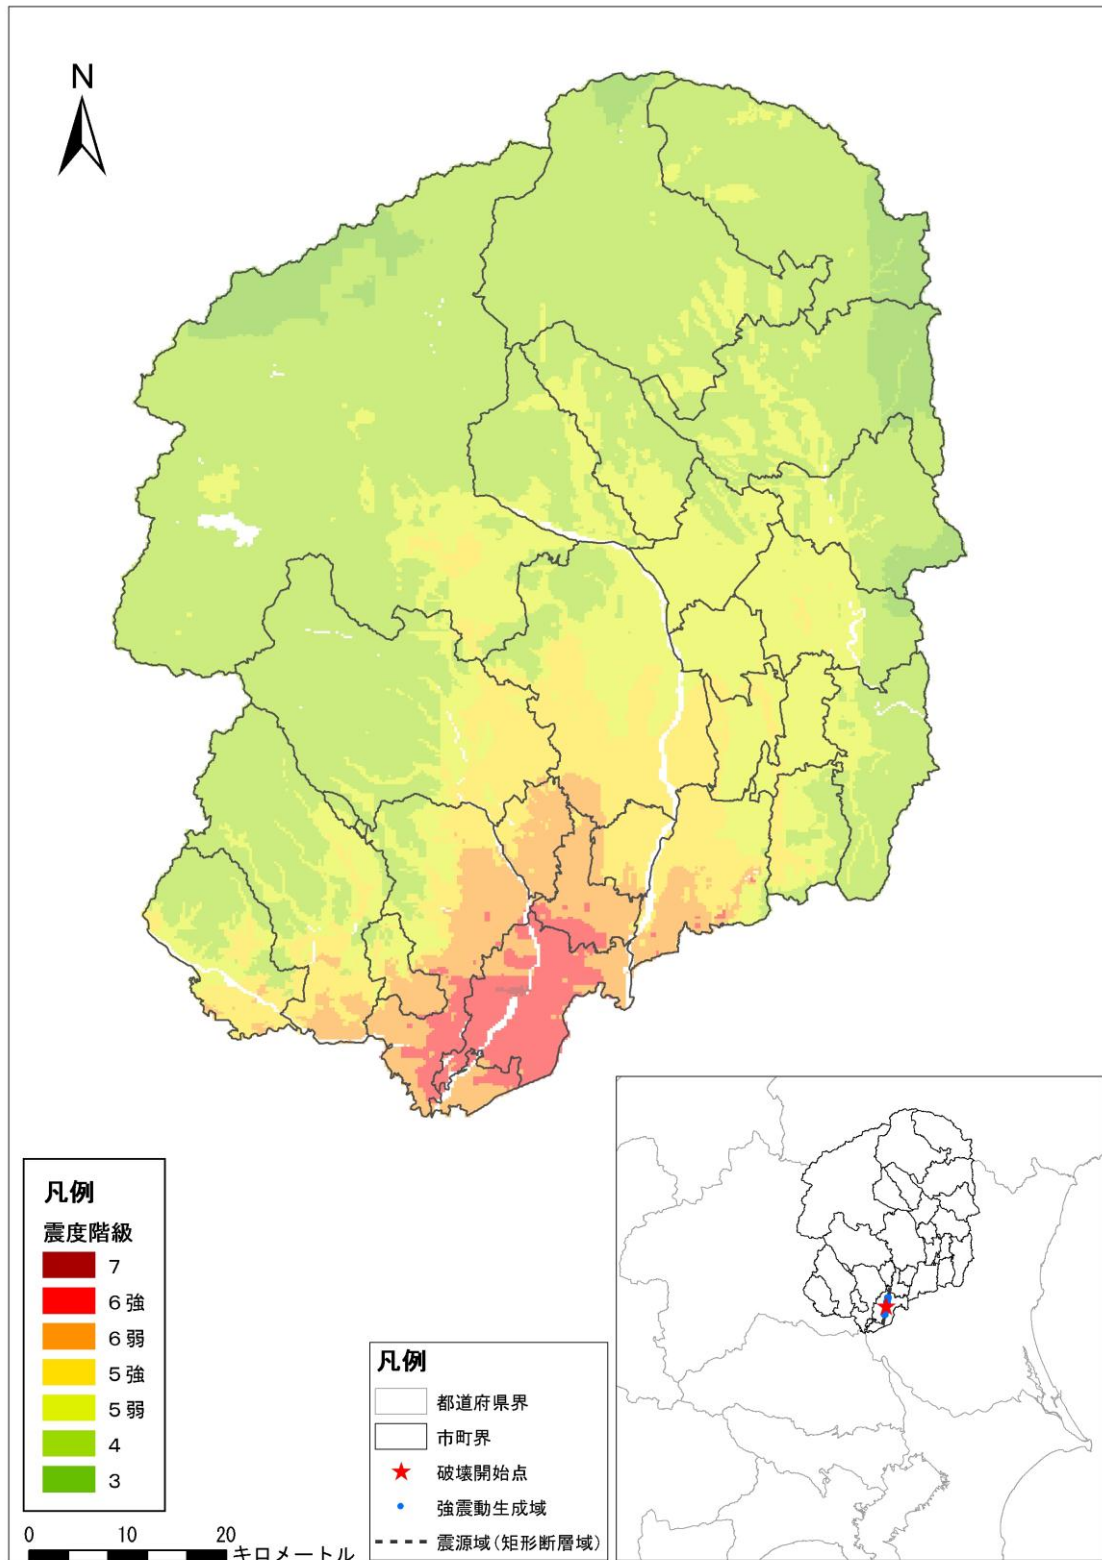 N
凡例
震度階級
7
6強
6弱
5強
5弱
4
3
0 10 20
キロメートル
凡例
都道府県界
市町界
破壊開始点
強震動生成域
震源域(矩形断層域)